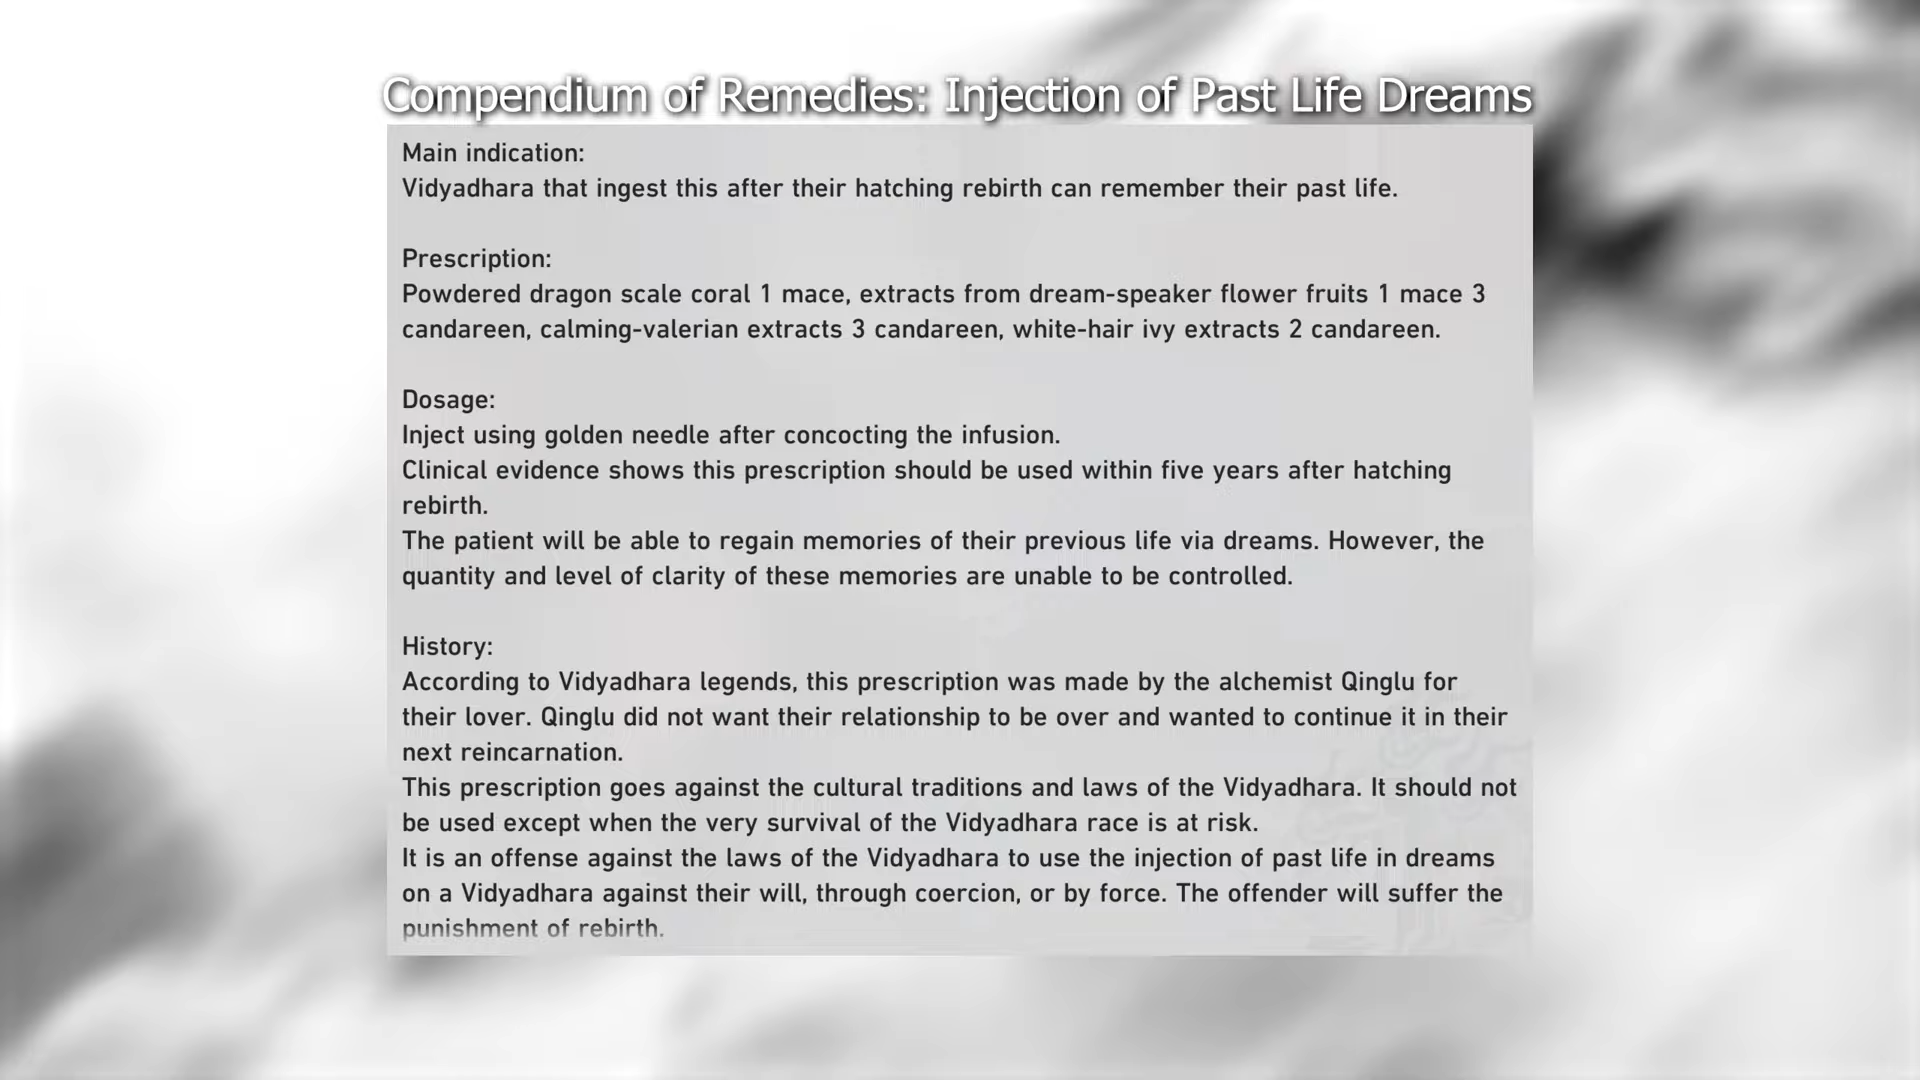 Compendium of Remedies: Injection of Past Life Dreams
Main indication:
Vidyadhara that ingest this after their hatching rebirth can remember their past life.
Prescription:
Powdered dragon scale coral 1 mace, extracts from dream-speaker flower fruits 1 mace 3
candareen, calming-valerian extracts 3 candareen, white-hair ivy extracts 2 candareen.
Dosage:
Inject using golden needle after concocting the infusion.
Clinical evidence shows this prescription should be used within five years after hatching
rebirth.
The patient will be able to regain memories of their previous life via dreams. However, the
quantity and level of clarity of these memories are unable to be controlled.
History:
According to Vidyadhara legends, this prescription was made by the alchemist Qinglu for
their lover. Qinglu did not want their relationship to be over and wanted to continue it in their
next reincarnation.
This prescription goes against the cultural traditions and laws of the Vidyadhara. It should not
be used except when the very survival of the Vidyadhara race is at risk.
It is an offense against the laws of the Vidyadhara to use the injection of past life in dreams
on a Vidyadhara against their will, through coercion, or by force. The offender will suffer the
punishment of rebirth.